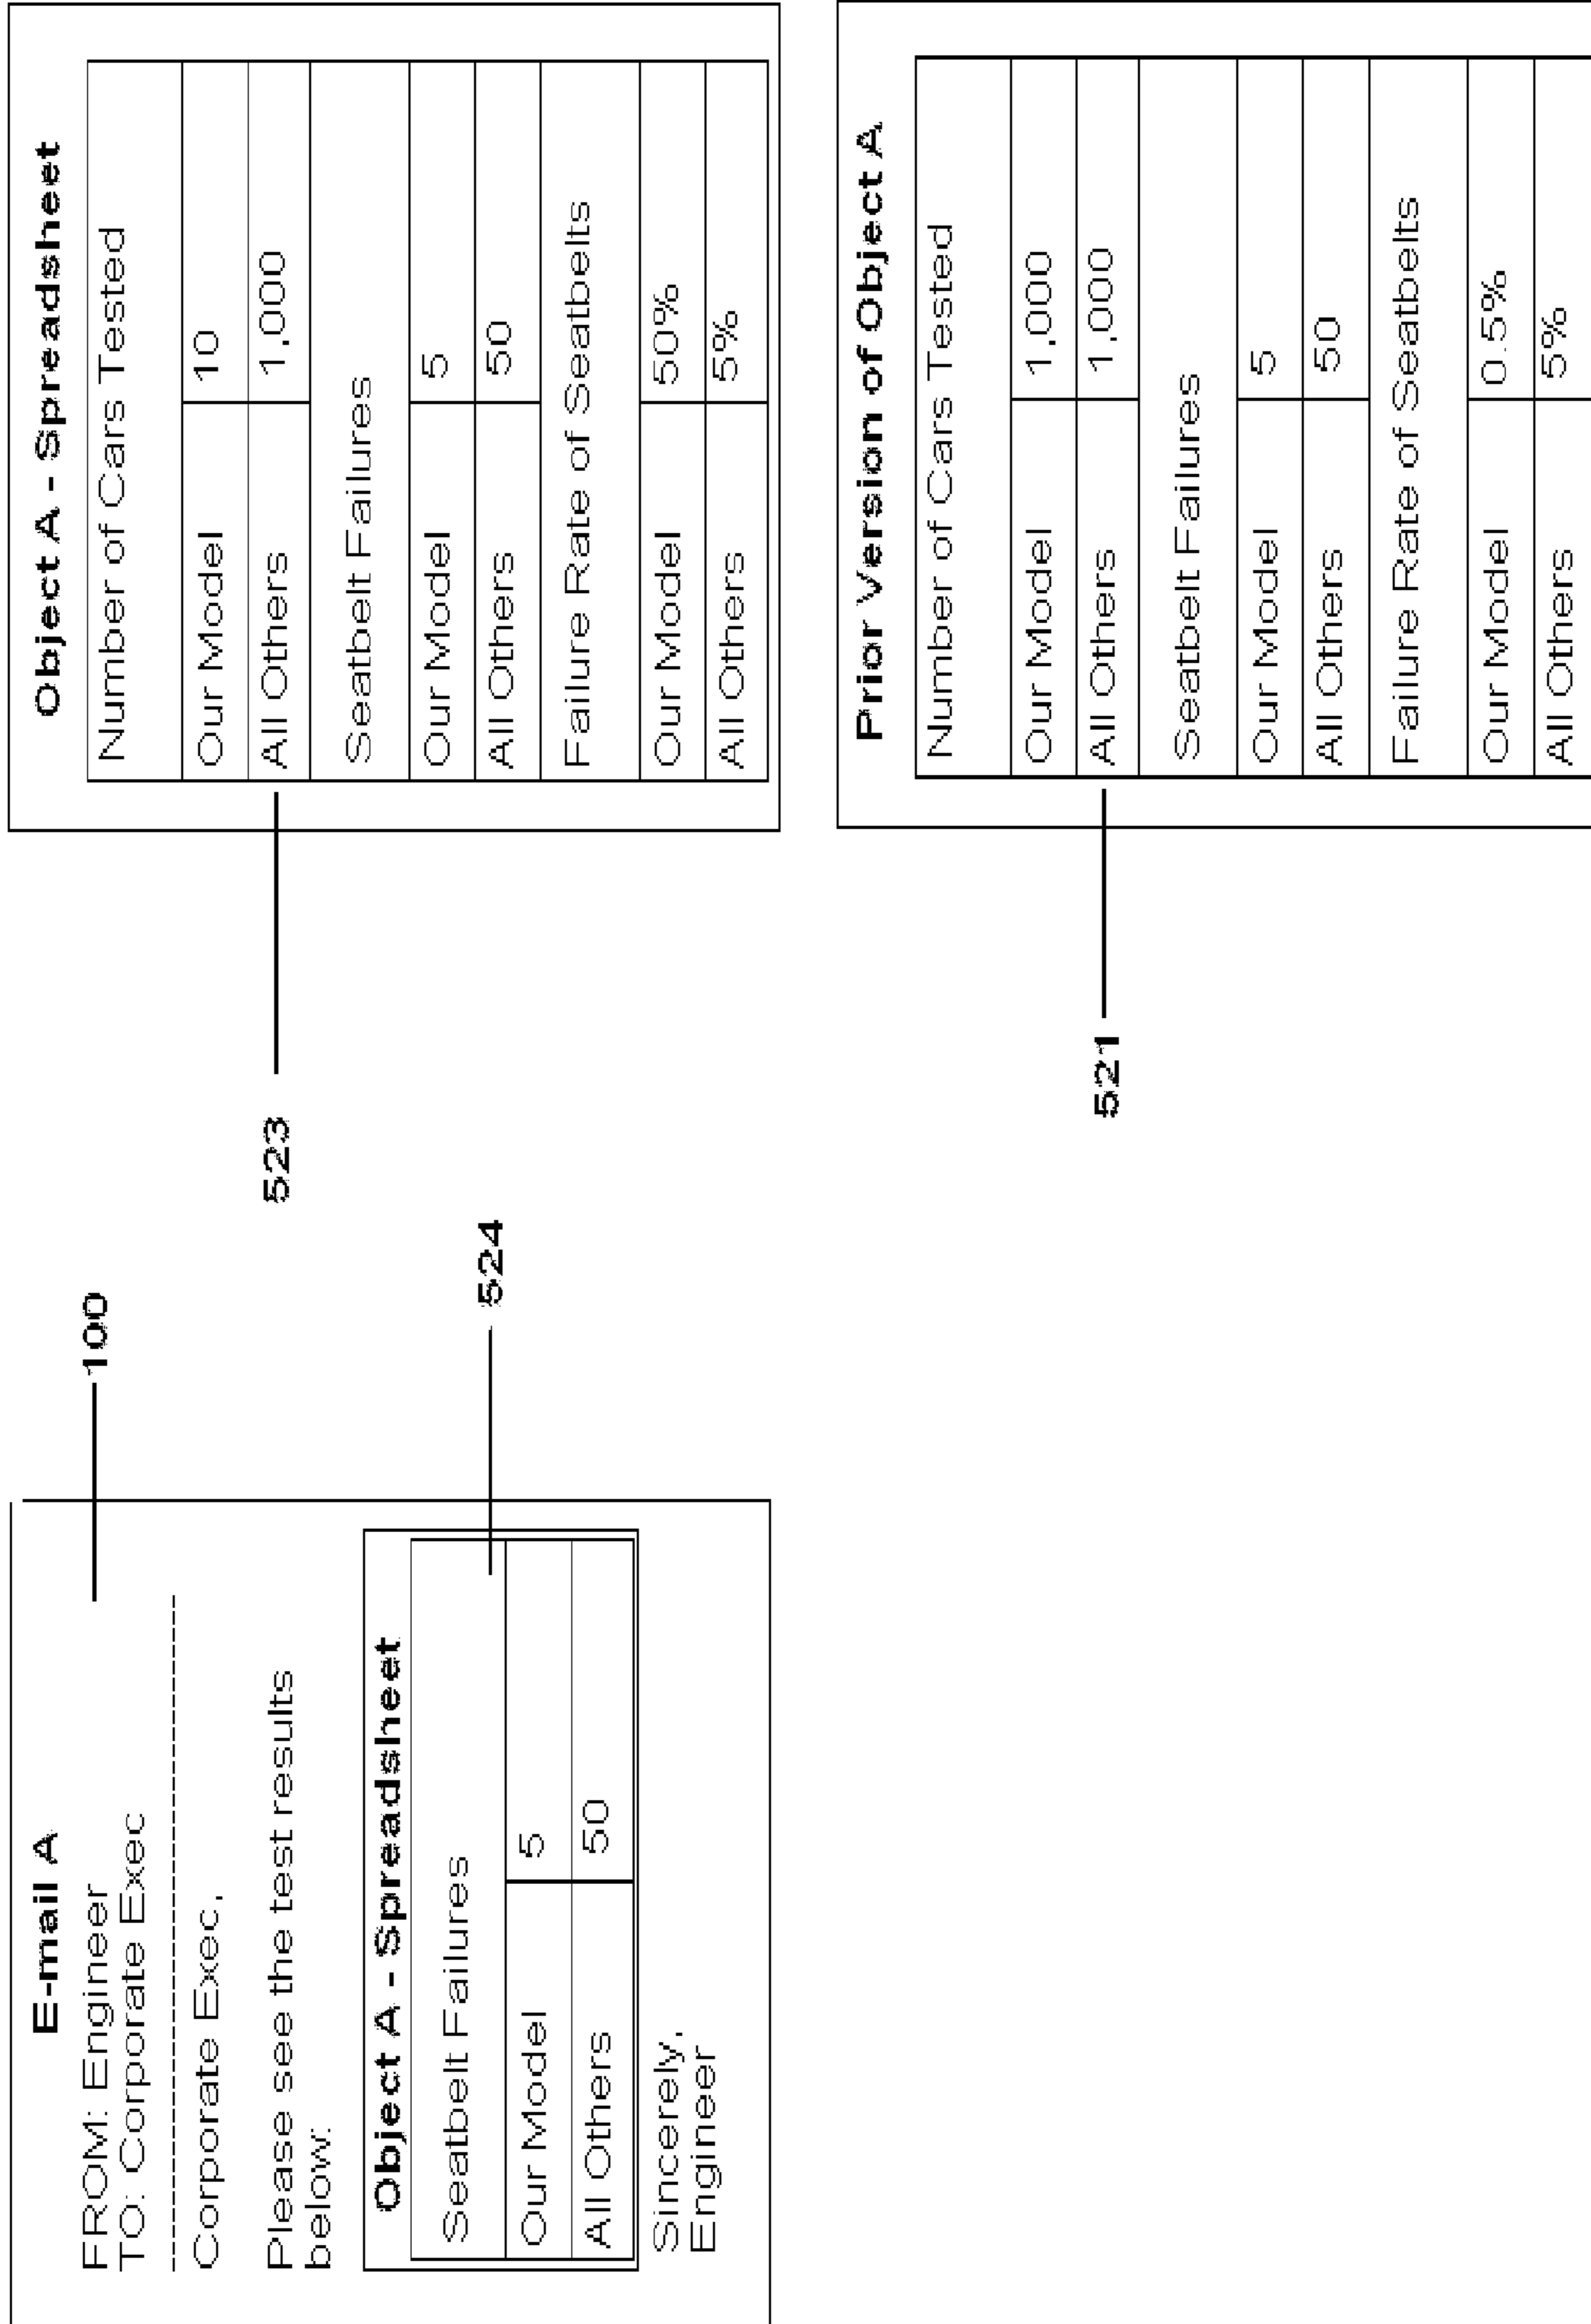 E-mail A
100
FROM: Engineer
TO: Corporate Exec
Corporate Exec,
Please see the test results
below:
Object A - Spreadsheet
524
Seatbelt Failures
Our Model 5
All Others 50
Sincerely,
Engineer
Object A - Spreadsheet
523
Number of Cars Tested
Our Model 10
All Others 1,000
Seatbelt Failures
Our Model 5
All Others 50
Failure Rate of Seatbelts
Our Model 50%
All Others 5%
Prior Version of Object A
521
Number of Cars Tested
Our Model 1,000
All Others 1,000
Seatbelt Failures
Our Model 5
All Others 50
Failure Rate of Seatbelts
Our Model 0.5%
All Others 5%